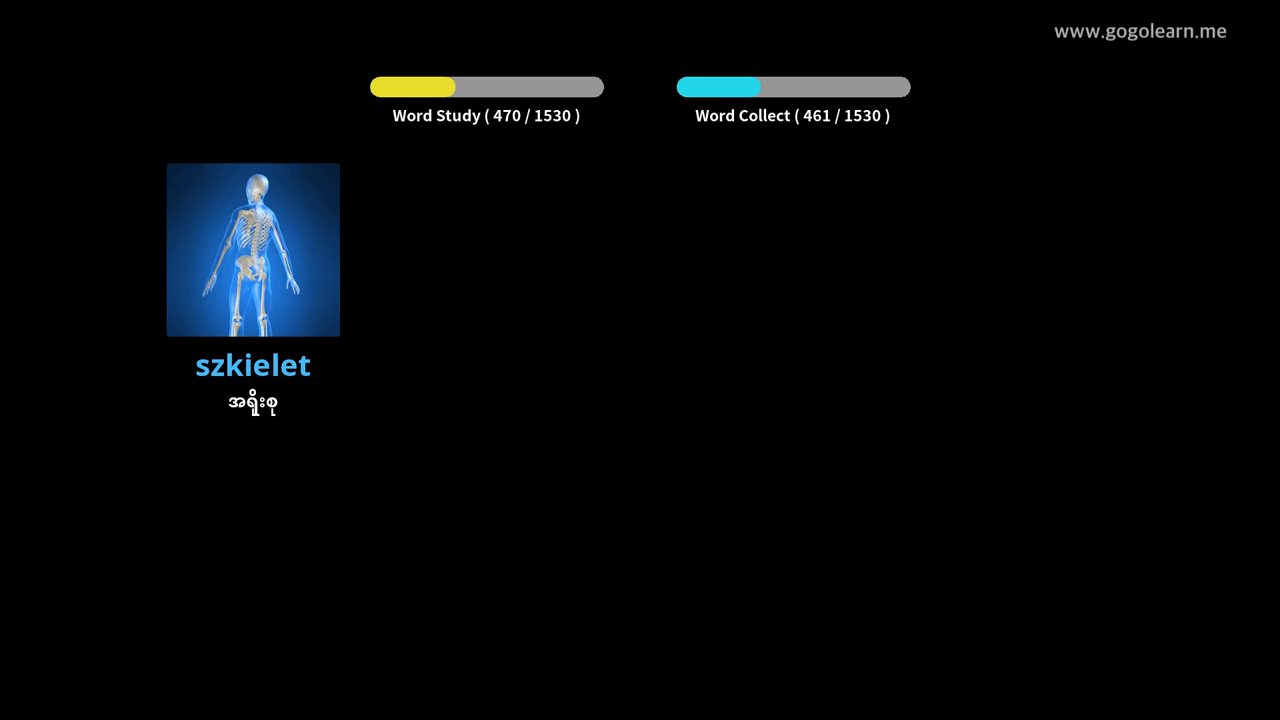 www.gogolearn.me
Word Study ( 470 / 1530 )
Word Collect ( 461 / 1530 )
szkielet
အရိုးစု